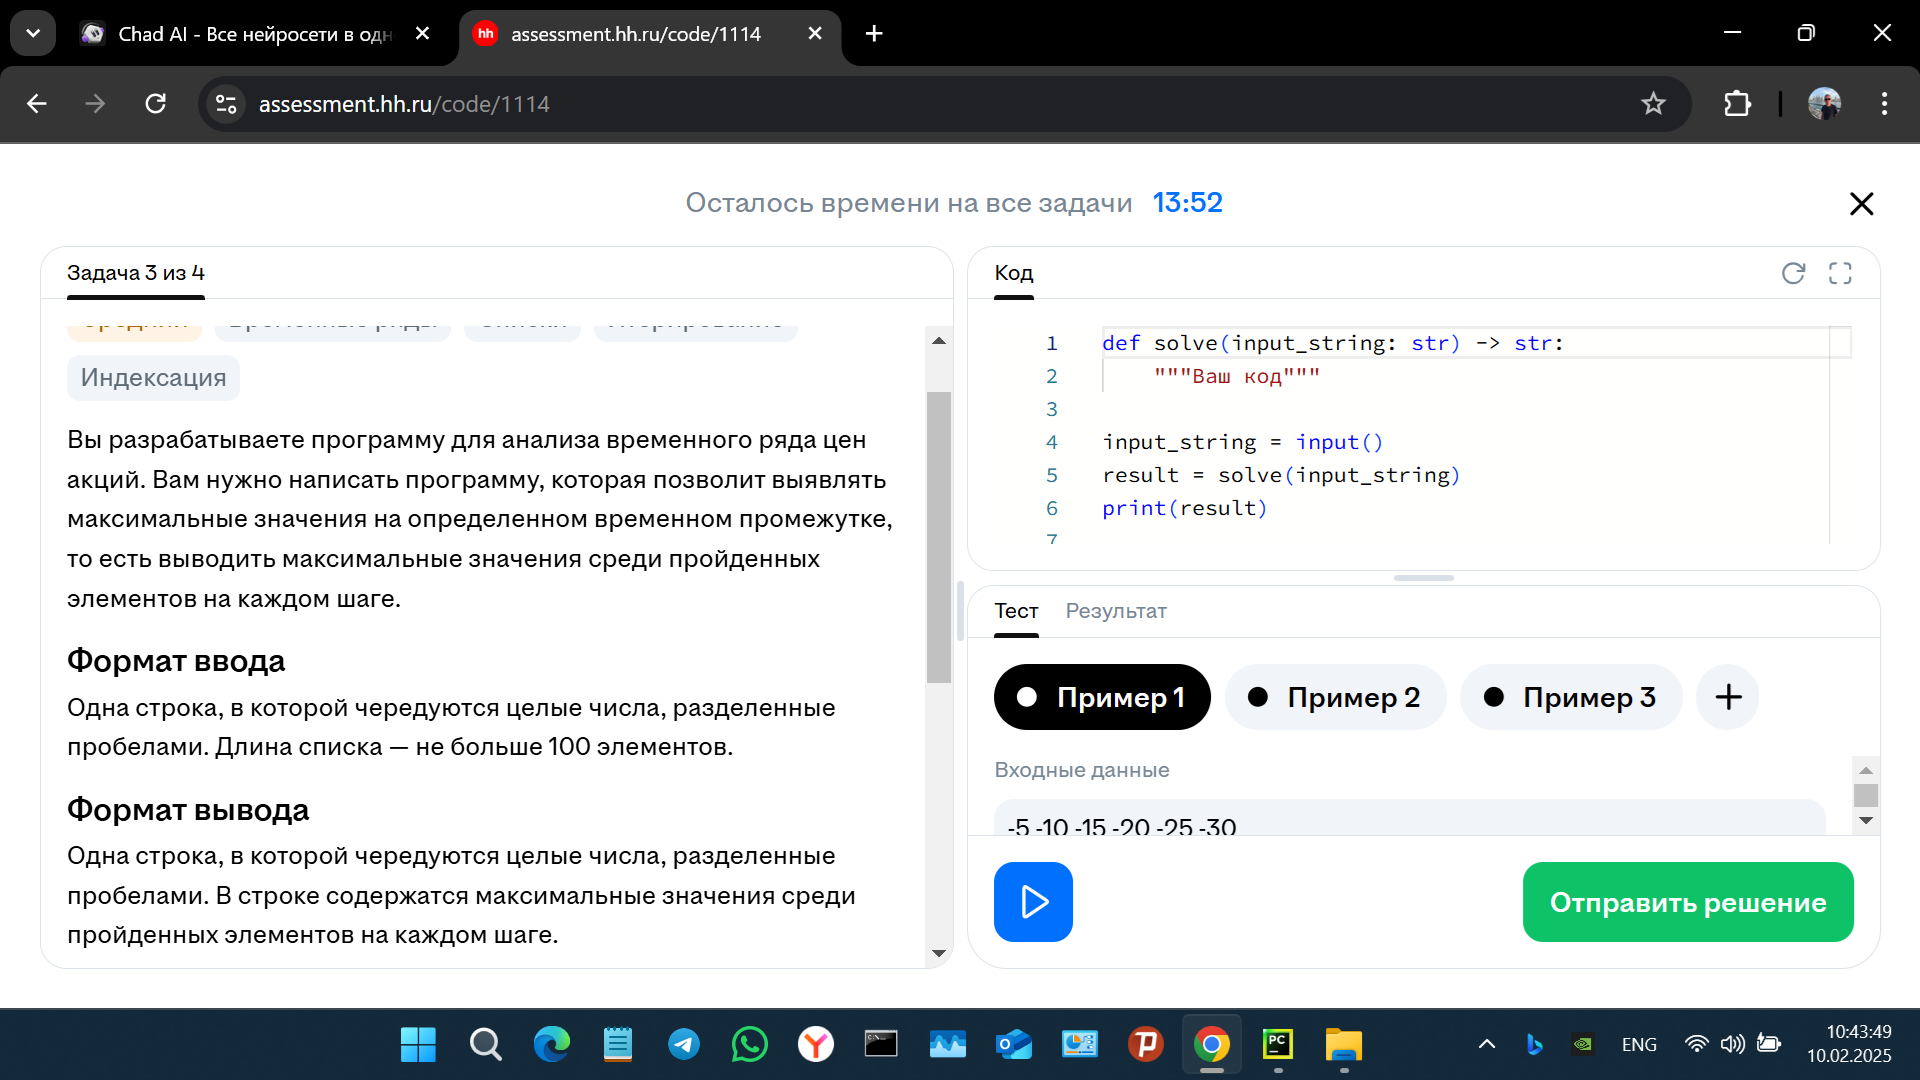 Chad AI - Все нейросети в одн
assessment.hh.ru/code/1114
assessment.hh.ru/code/1114
Осталось времени на все задачи 13:52
Задача 3 из 4
Индексация
Вы разрабатываете программу для анализа временного ряда цен
акций. Вам нужно написать программу, которая позволит выявлять
максимальные значения на определенном временном промежутке,
то есть выводить максимальные значения среди пройденных
элементов на каждом шаге.
Формат ввода
Одна строка, в которой чередуются целые числа, разделенные
пробелами. Длина списка — не больше 100 элементов.
Формат вывода
Одна строка, в которой чередуются целые числа, разделенные
пробелами. В строке содержатся максимальные значения среди
пройденных элементов на каждом шаге.
Код
1 def solve(input_string: str) -> str:
2 """Ваш код"""
3
4 input_string = input()
5 result = solve(input_string)
6 print(result)
7
Тест Результат
Пример 1 Пример 2 Пример 3
Входные данные
-5 -10 -15 -20 -25 -30
Отправить решение
ENG
10:43:49
10.02.2025